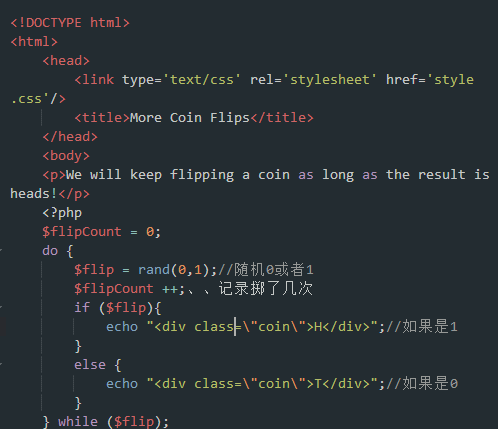 <!DOCTYPE html>
<html>
<head>
<link type='text/css' rel='stylesheet' href='style
.css'/>
<title>More Coin Flips</title>
</head>
<body>
<p>We will keep flipping a coin as long as the result is
heads!</p>
<?php
$flipCount = 0;
do {
$flip = rand(0,1);//随机0或者1
$flipCount ++;、、记录掷了几次
if ($flip){
echo "<div class=\"coin\">H</div>";//如果是1
}
else {
echo "<div class=\"coin\">T</div>";//如果是0
}
} while ($flip);